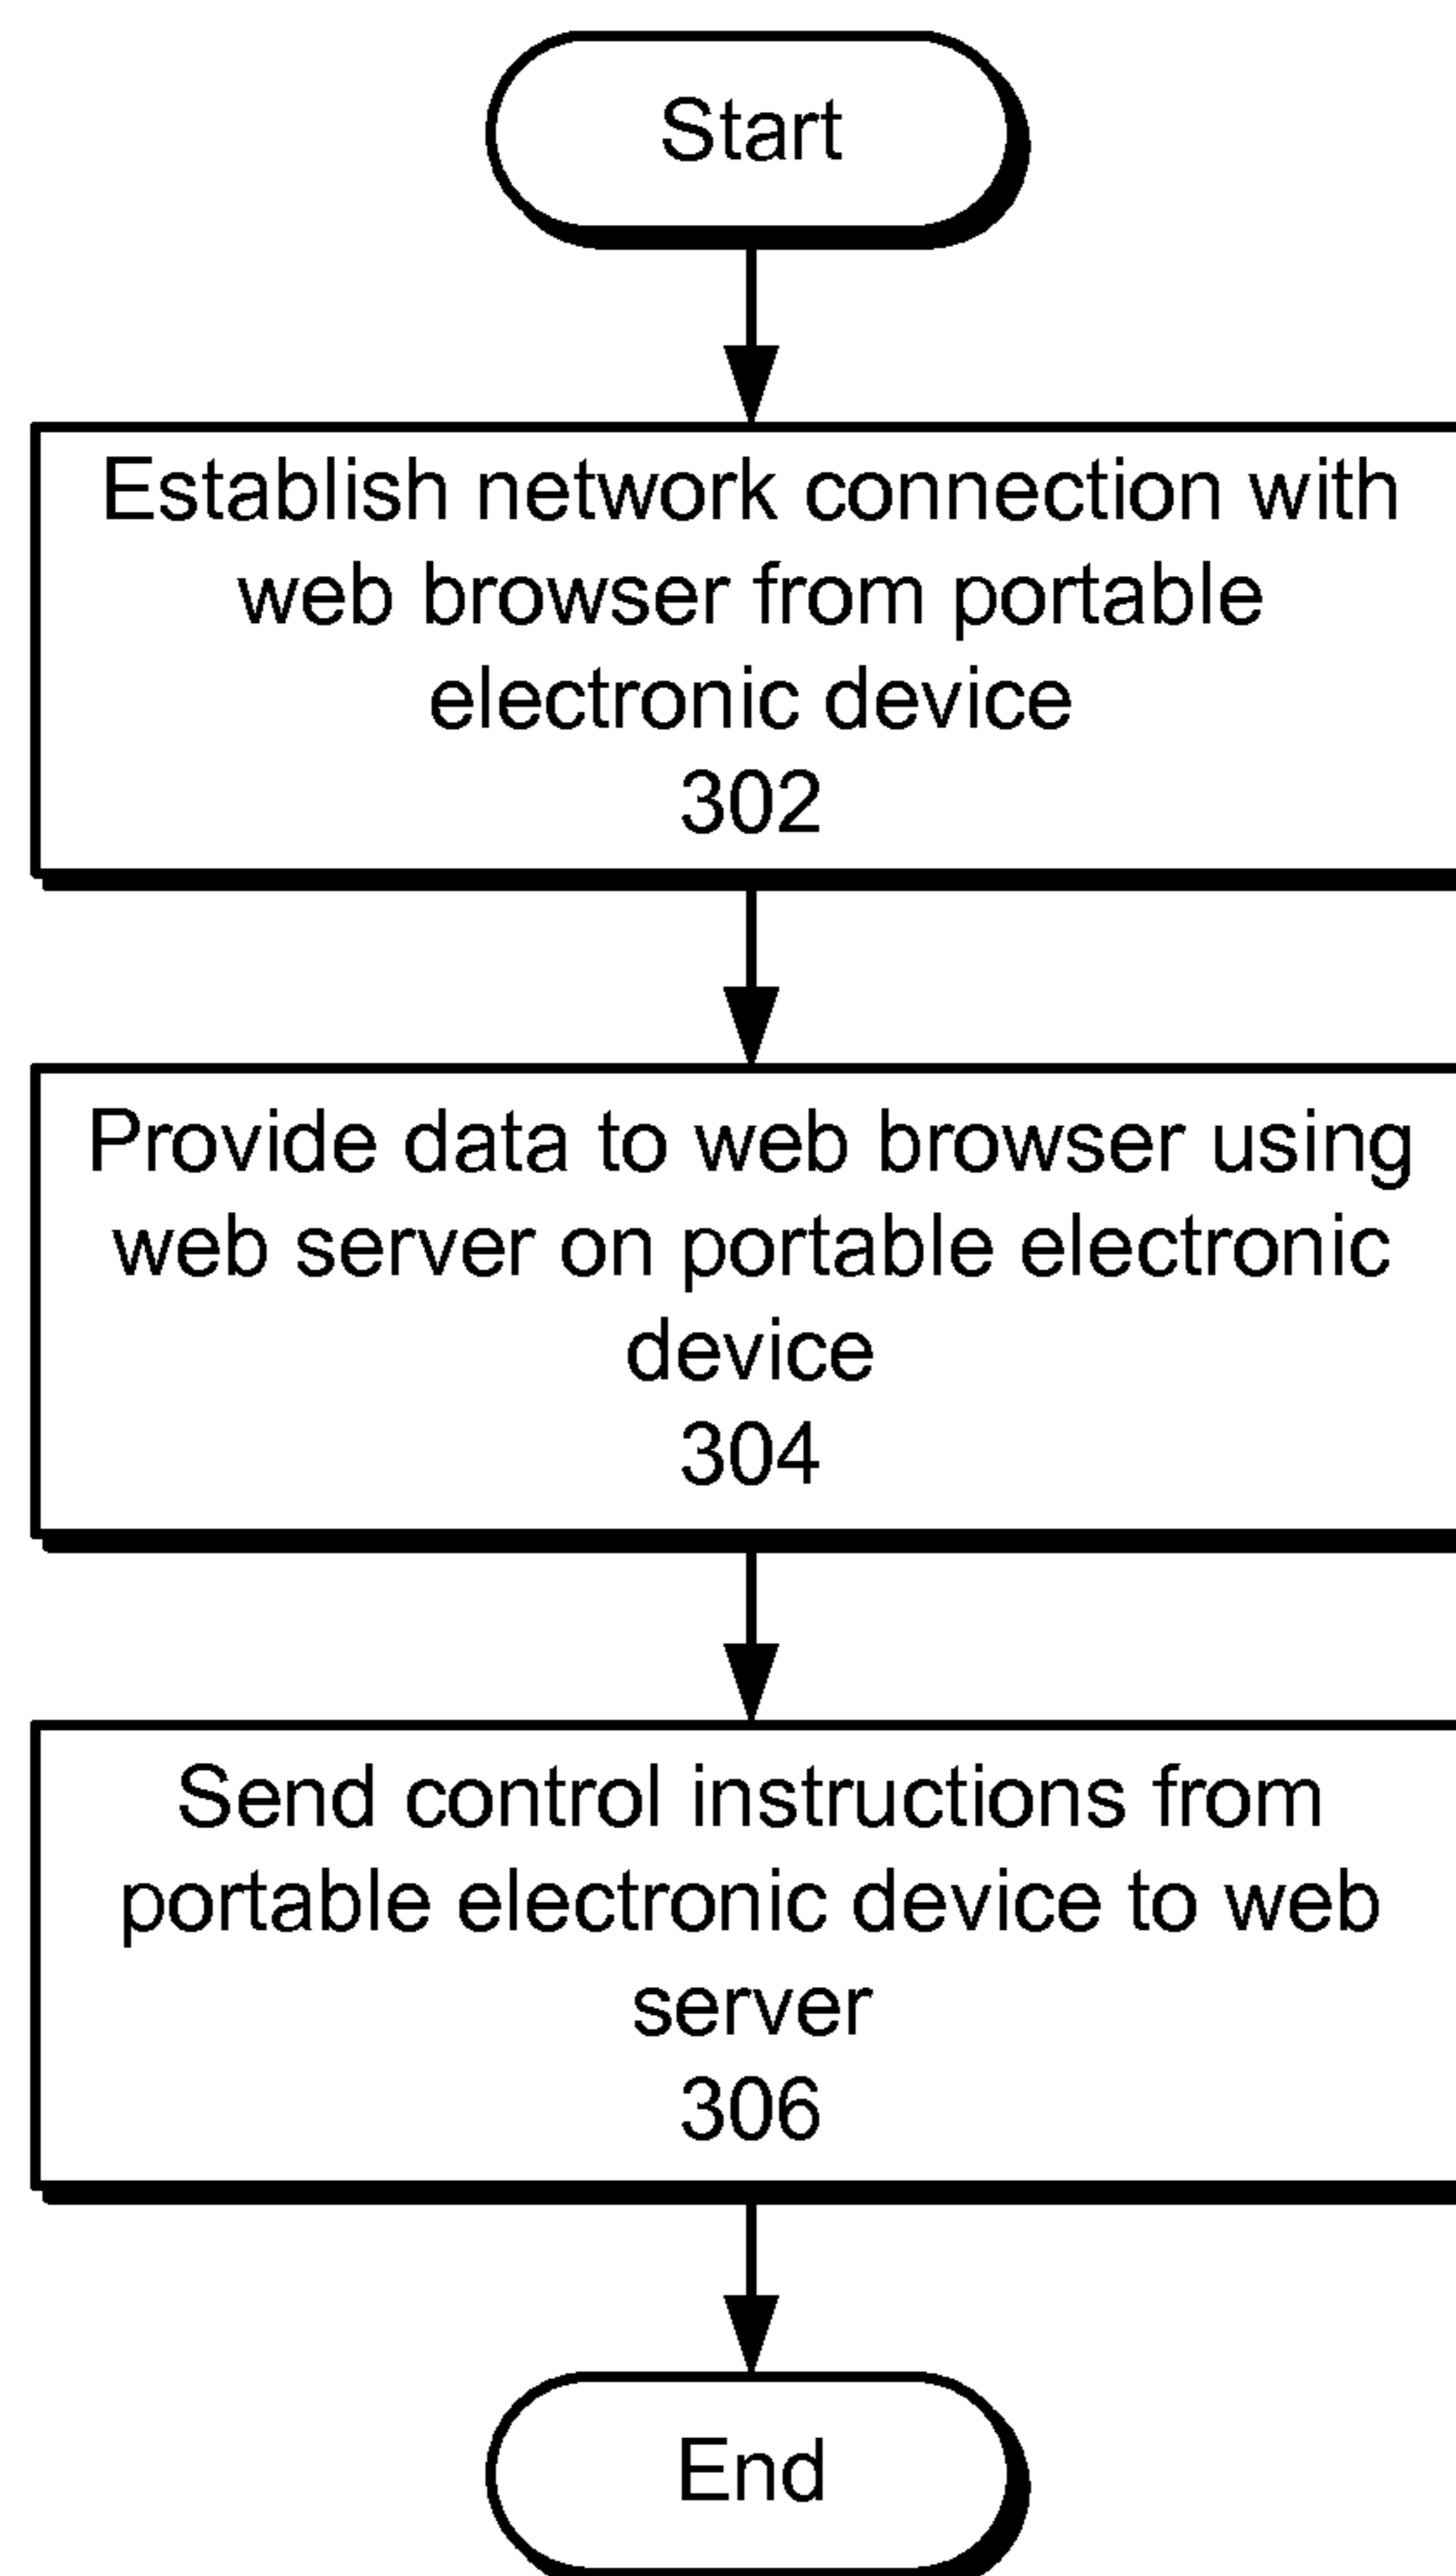 Start
Establish network connection with
web browser from portable
electronic device
302
Provide data to web browser using
web server on portable electronic
device
304
Send control instructions from
portable electronic device to web
server
306
End